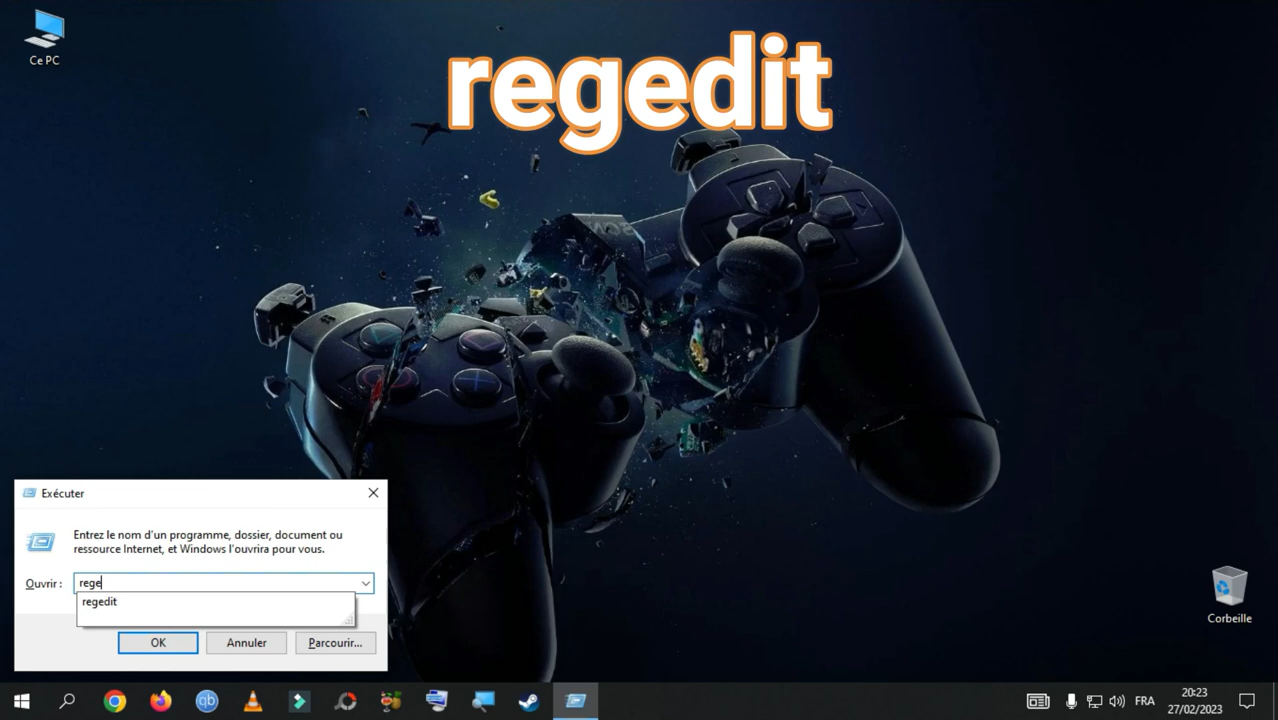 Ce PC
regedit
Exécuter
Entrez le nom d'un programme, dossier, document ou
ressource Internet, et Windows l'ouvrira pour vous.
Ouvrir :
rege
regedit
OK
Annuler
Parcourir...
Corbeille
qb
FRA
20:23
27/02/2023